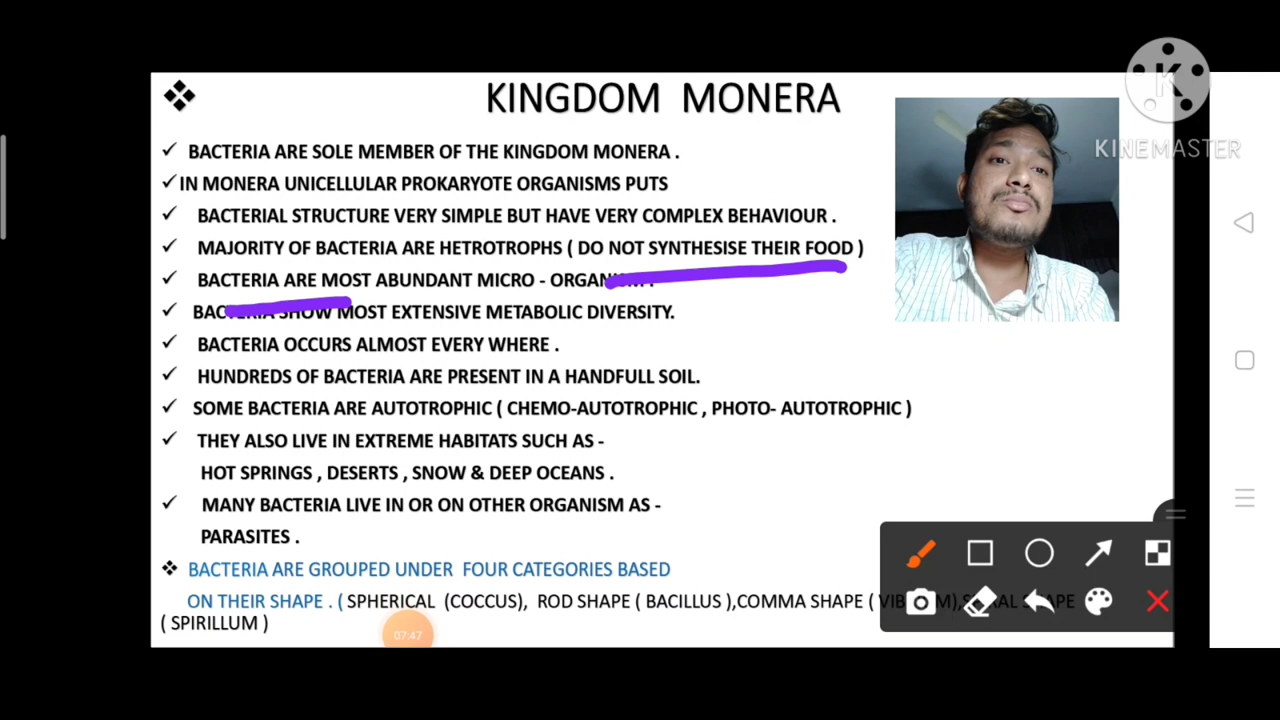 KINGDOM MONERA
KINEMASTER
BACTERIA ARE SOLE MEMBER OF THE KINGDOM MONERA .
IN MONERA UNICELLULAR PROKARYOTE ORGANISMS PUTS
BACTERIAL STRUCTURE VERY SIMPLE BUT HAVE VERY COMPLEX BEHAVIOUR .
MAJORITY OF BACTERIA ARE HETROTROPHS ( DO NOT SYNTHESISE THEIR FOOD )
BACTERIA ARE MOST ABUNDANT MICRO -
BACTERIA SHOW MOST EXTENSIVE METABOLIC DIVERSITY.
BACTERIA OCCURS ALMOST EVERY WHERE .
HUNDREDS OF BACTERIA ARE PRESENT IN A HANDFULL SOIL.
SOME BACTERIA ARE AUTOTROPHIC ( CHEMO-AUTOTROPHIC , PHOTO- AUTOTROPHIC )
THEY ALSO LIVE IN EXTREME HABITATS SUCH AS -
HOT SPRINGS , DESERTS , SNOW & DEEP OCEANS .
MANY BACTERIA LIVE IN OR ON OTHER ORGANISM AS -
PARASITES .
BACTERIA ARE GROUPED UNDER FOUR CATEGORIES BASED
ON THEIR SHAPE . ( SPHERICAL (COCCUS), ROD SHAPE ( BACILLUS ),COMMA SHAPE (
( SPIRILLUM )
07:47